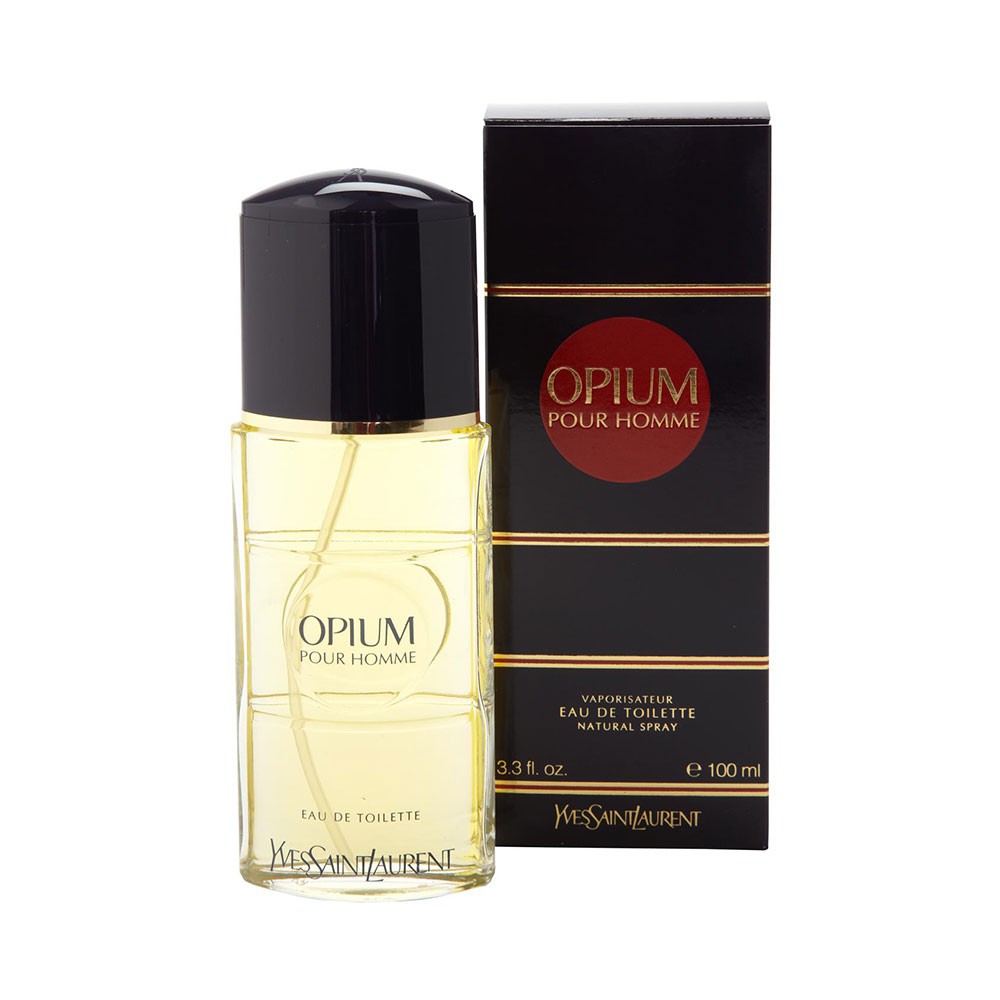 OPIUM
POUR HOMME
EAU DE TOILETTE
YVESSAINTLAURENT
OPIUM
POUR HOMME
VAPORISATEUR
EAU DE TOILETTE
NATURAL SPRAY
3.3 fl. oz. ℮ 100 ml
YVESSAINTLAURENT